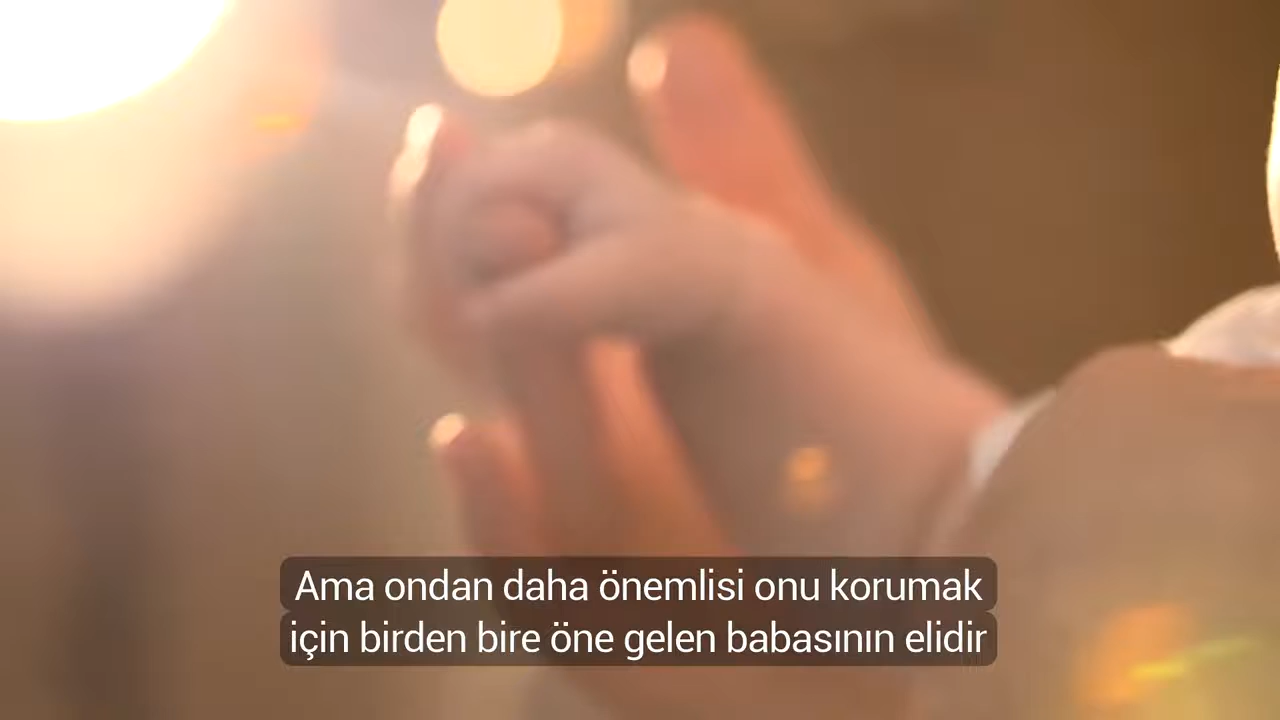 Ama ondan daha önemlisi onu korumak
için birden bire öne gelen babasının elidir